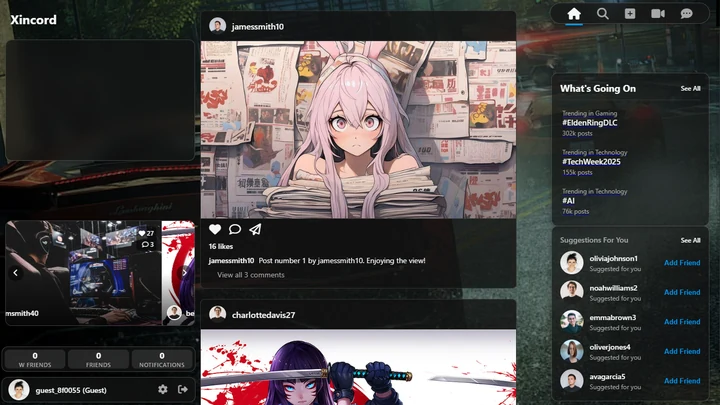 Xincord
27
3
msmith40
be
0
W FRIENDS
0
FRIENDS
0
NOTIFICATIONS
guest_8f0055 (Guest)
jamessmith10
16 likes
jamessmith10 Post number 1 by jamessmith10. Enjoying the view!
View all 3 comments
charlottedavis27
What's Going On
See All
Trending in Gaming
#EldenRingDLC
302k posts
Trending in Technology
#TechWeek2025
155k posts
Trending in Technology
#AI
76k posts
Suggestions For You
See All
oliviajohnson1
Suggested for you
Add Friend
noahwilliams2
Suggested for you
Add Friend
emmabrown3
Suggested for you
Add Friend
oliverjones4
Suggested for you
Add Friend
avagarcia5
Suggested for you
Add Friend